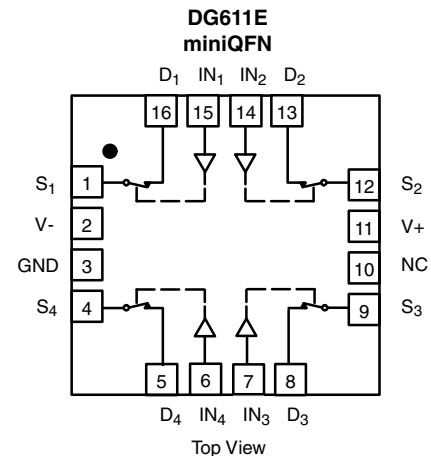 DG611E
miniQFN
D1 IN1 IN2 D2
16 15 14 13
S1 1 12 S2
V- 2 11 V+
GND 3 10 NC
S4 4 9 S3
5 6 7 8
D4 IN4 IN3 D3
Top View